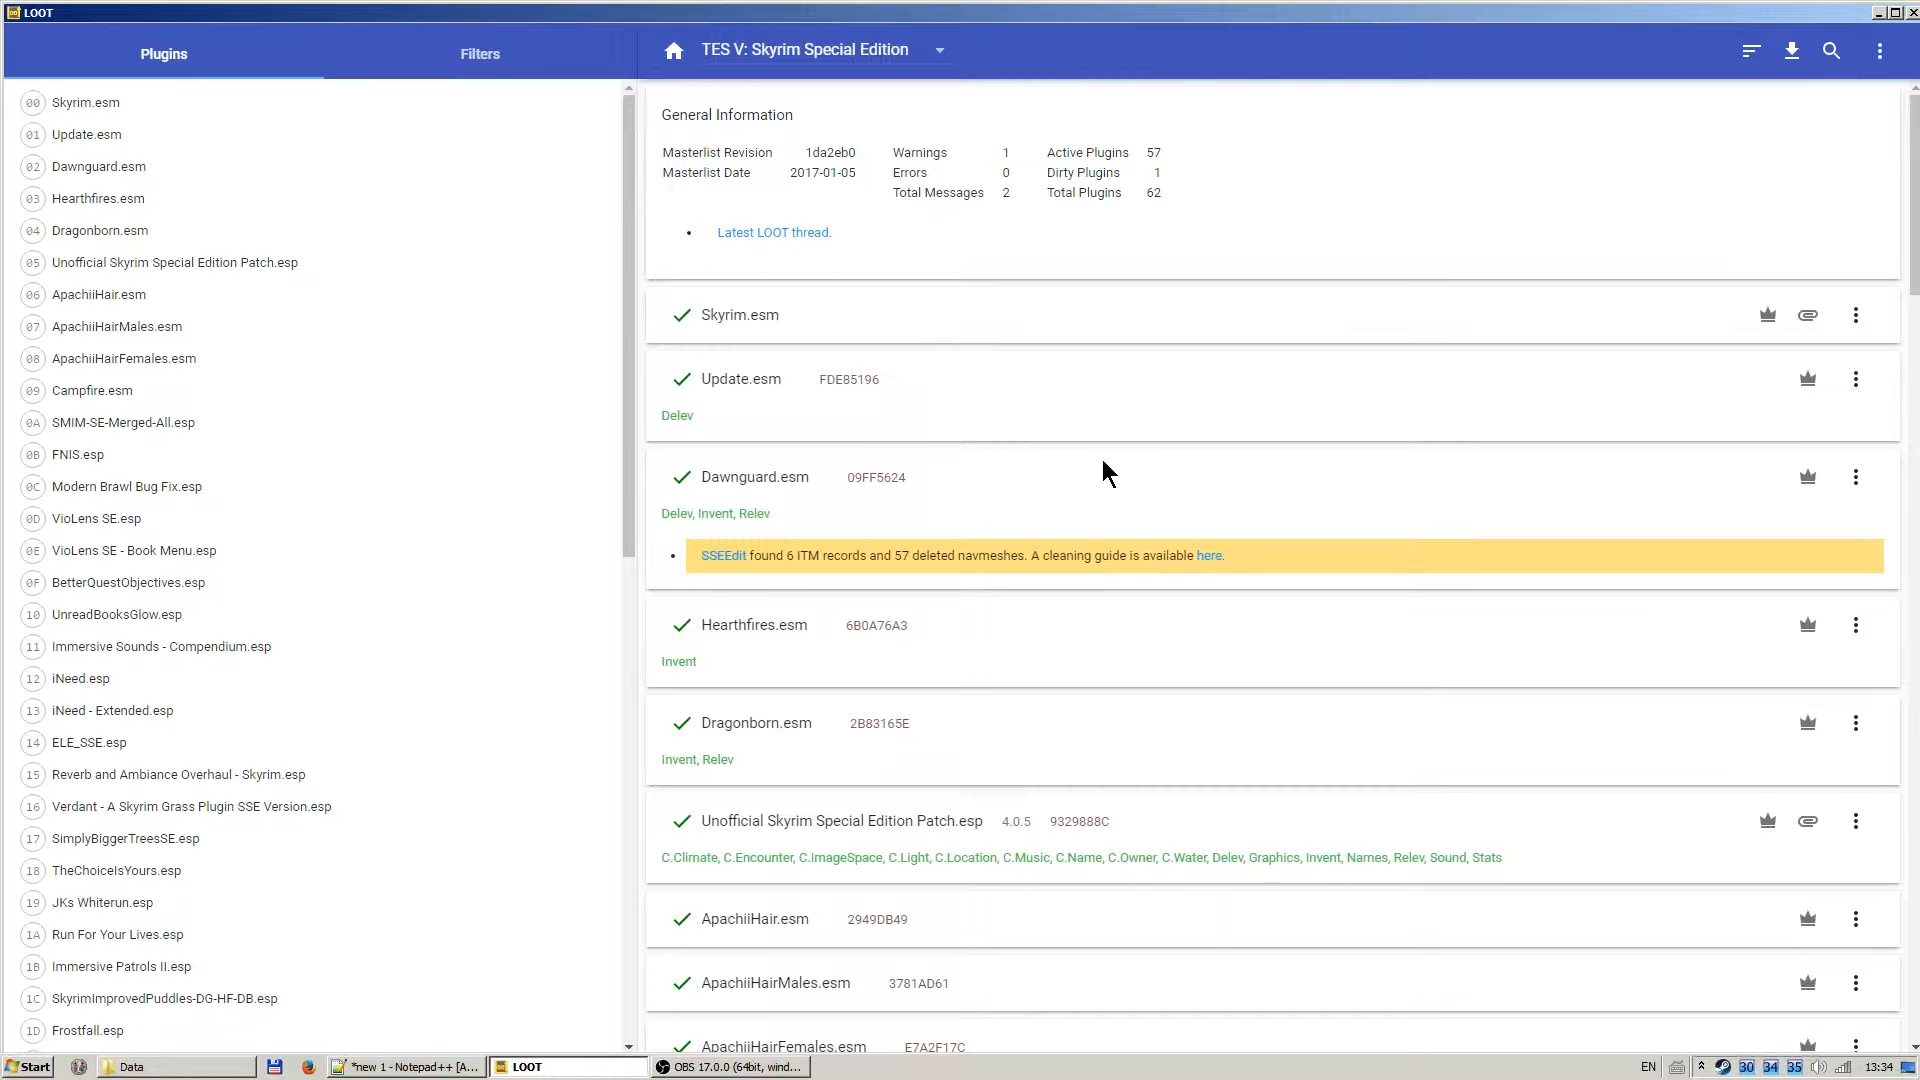 LOOT
Plugins
Filters
TES V: Skyrim Special Edition
00 Skyrim.esm
01 Update.esm
02 Dawnguard.esm
03 Hearthfires.esm
04 Dragonborn.esm
05 Unofficial Skyrim Special Edition Patch.esp
06 ApachiiHair.esm
07 ApachiiHairMales.esm
08 ApachiiHairFemales.esm
09 Campfire.esm
0A SMIM-SE-Merged-All.esp
0B FNIS.esp
0C Modern Brawl Bug Fix.esp
0D VioLens SE.esp
0E VioLens SE - Book Menu.esp
0F BetterQuestObjectives.esp
10 UnreadBooksGlow.esp
11 Immersive Sounds - Compendium.esp
12 iNeed.esp
13 iNeed - Extended.esp
14 ELE_SSE.esp
15 Reverb and Ambiance Overhaul - Skyrim.esp
16 Verdant - A Skyrim Grass Plugin SSE Version.esp
17 SimplyBiggerTreesSE.esp
18 TheChoiceIsYours.esp
19 JKs Whiterun.esp
1A Run For Your Lives.esp
1B Immersive Patrols II.esp
1C SkyrimImprovedPuddles-DG-HF-DB.esp
1D Frostfall.esp
General Information
Masterlist Revision 1da2eb0 Warnings 1 Active Plugins 57
Masterlist Date 2017-01-05 Errors 0 Dirty Plugins 1
Total Messages 2 Total Plugins 62
Latest LOOT thread.
Skyrim.esm
Update.esm FDE85196
Delev
Dawnguard.esm 09FF5624
Delev, Invent, Relev
SSEEdit found 6 ITM records and 57 deleted navmeshes. A cleaning guide is available here.
Hearthfires.esm 6B0A76A3
Invent
Dragonborn.esm 2B83165E
Invent, Relev
Unofficial Skyrim Special Edition Patch.esp 4.0.5 9329888C
C.Climate, C.Encounter, C.ImageSpace, C.Light, C.Location, C.Music, C.Name, C.Owner, C.Water, Delev, Graphics, Invent, Names, Relev, Sound, Stats
ApachiiHair.esm 2949DB49
ApachiiHairMales.esm 3781AD61
ApachiiHairFemales.esm E7A2F17C
Start
Data
*new 1 - Notepad++ [A...
LOOT
OBS 17.0.0 (64bit, wind...
EN
30 34 35
13:34